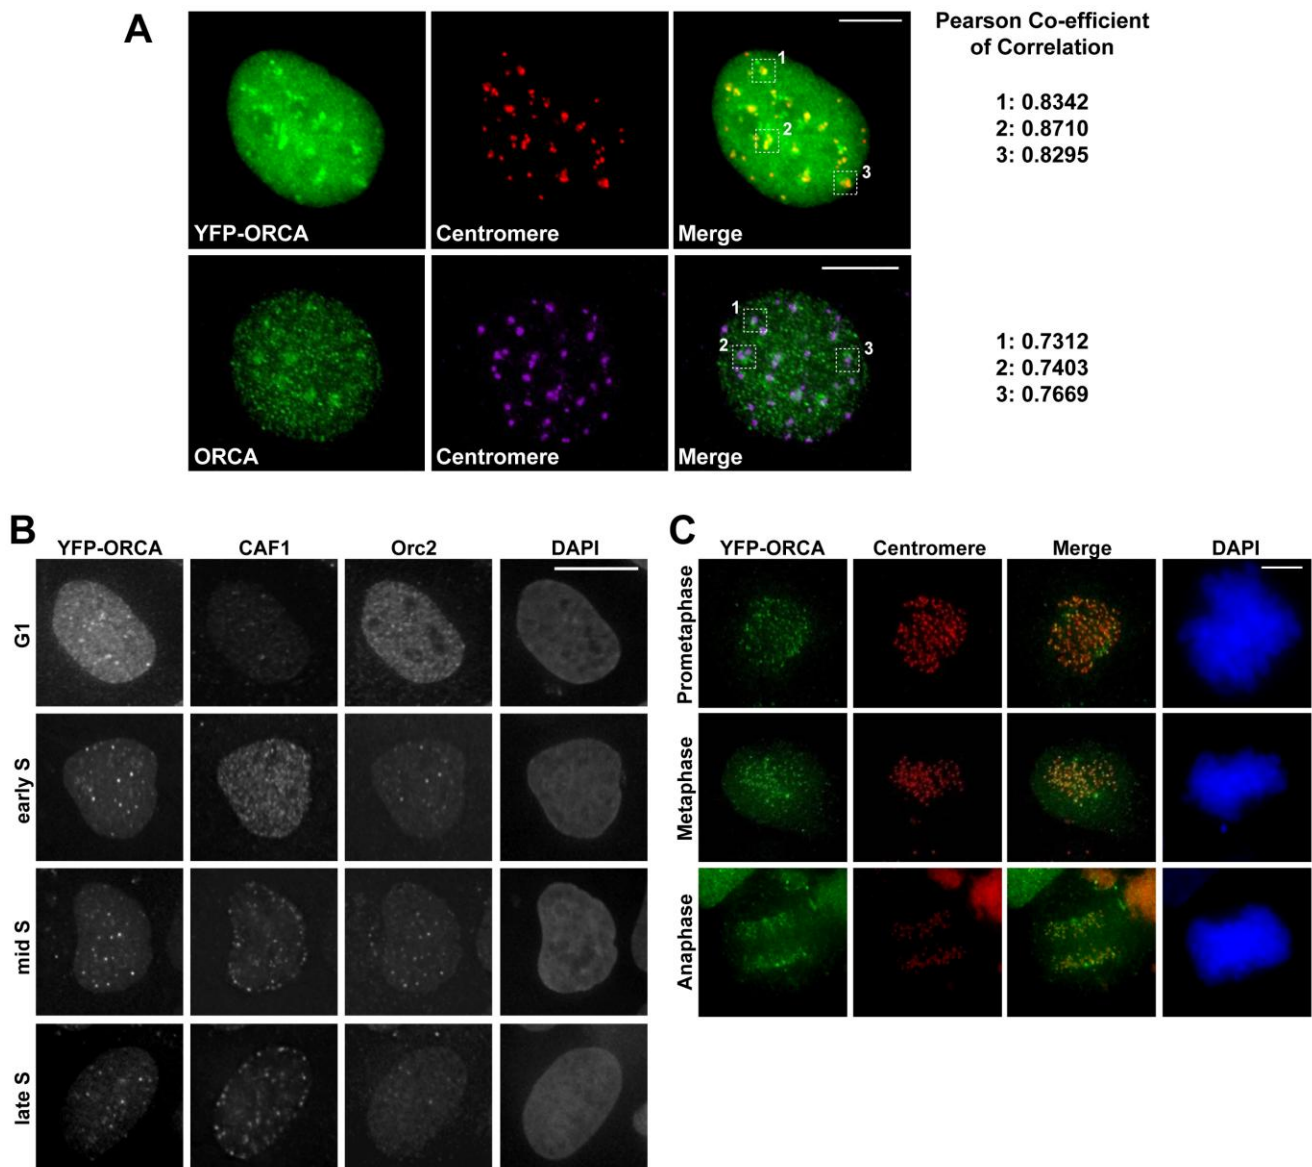 A
Pearson Co-efficient
of Correlation
1
2
3
1: 0.8342
2: 0.8710
3: 0.8295
YFP-ORCA
Centromere
Merge
1
2
3
1: 0.7312
2: 0.7403
3: 0.7669
ORCA
Centromere
Merge
B
YFP-ORCA
CAF1
Orc2
DAPI
G1
early S
mid S
late S
C
YFP-ORCA
Centromere
Merge
DAPI
Prometaphase
Metaphase
Anaphase